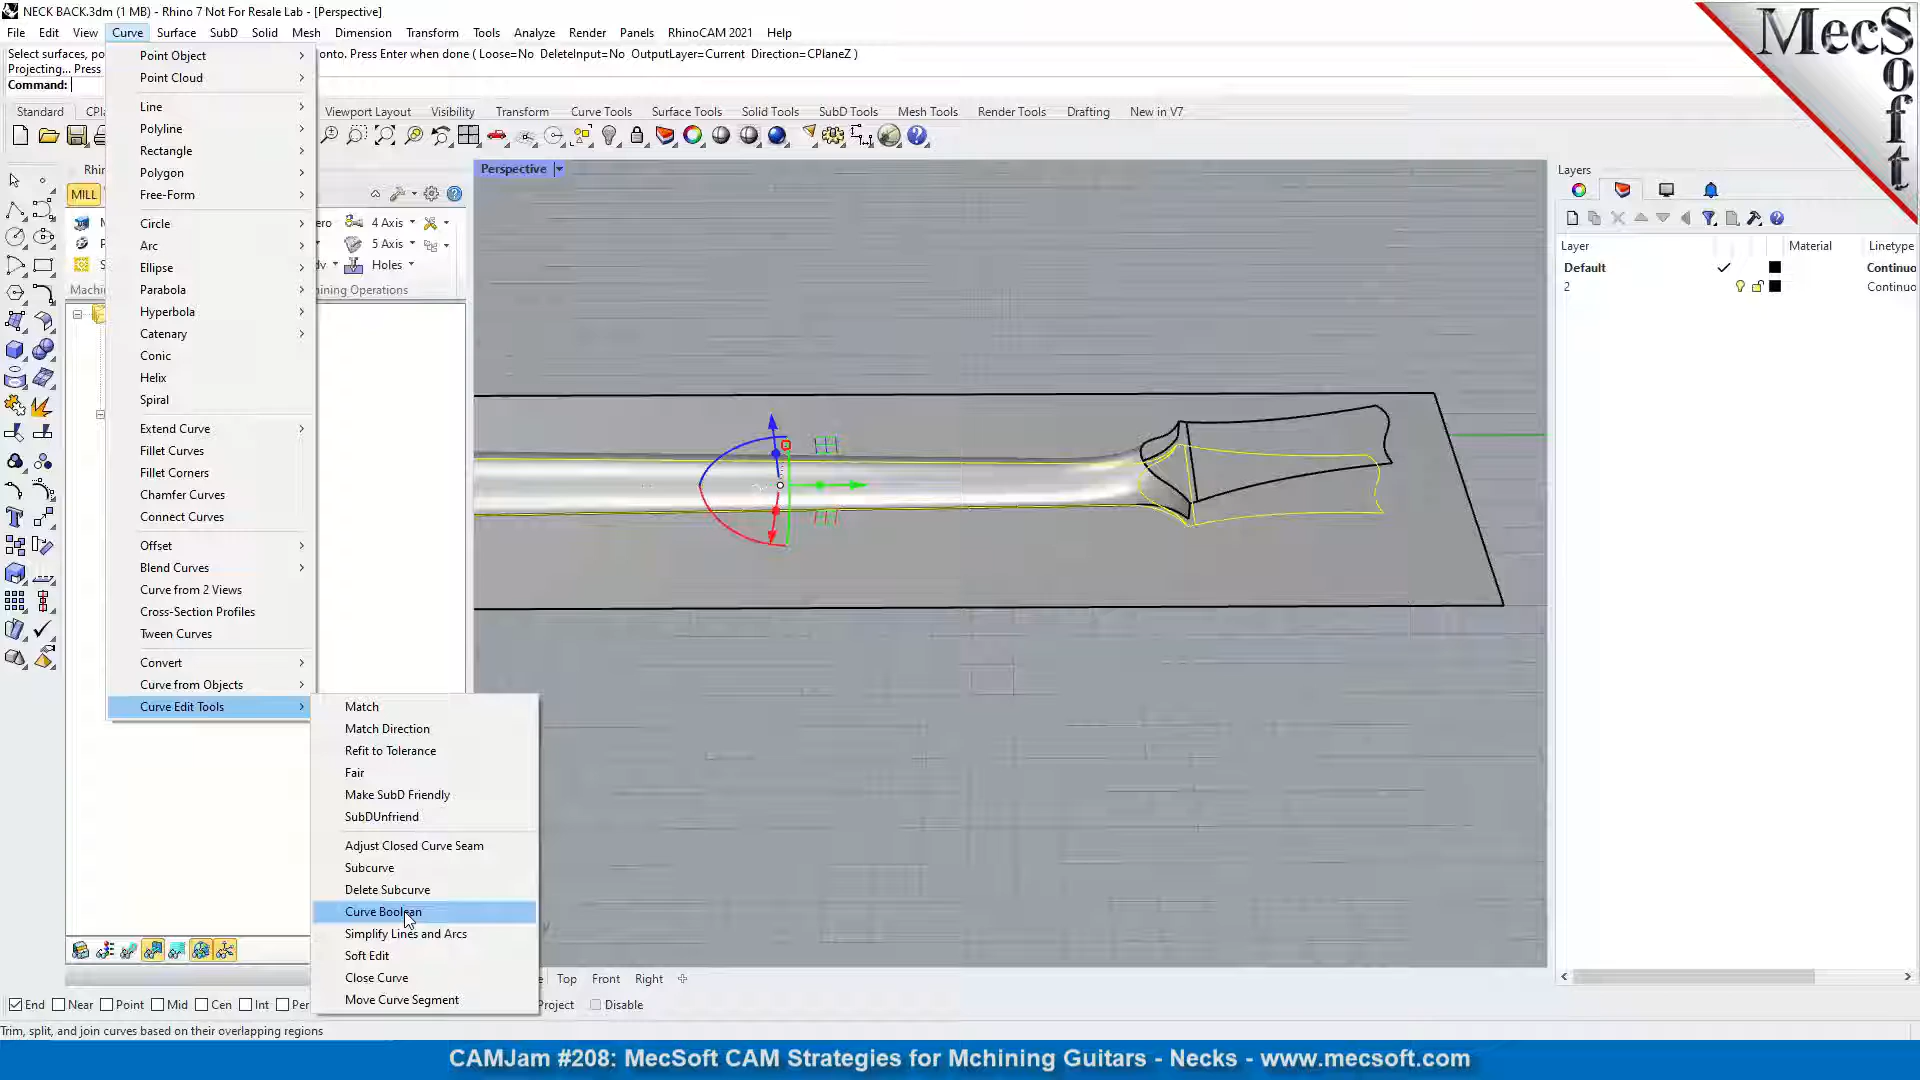 NECK BACK.3dm (1 MB) - Rhino 7 Not For Resale Lab - [Perspective]
File Edit View Curve Surface SubD Solid Mesh Dimension Transform Tools Analyze Render Panels RhinoCAM 2021 Help
Select surfaces, po onto. Press Enter when done ( Loose=No DeleteInput=No OutputLayer=Current Direction=CPlaneZ )
Projecting... Press
Command:
Standard CPla Viewport Layout Visibility Transform Curve Tools Surface Tools Solid Tools SubD Tools Mesh Tools Render Tools Drafting New in V7
MecSoft
Rhin
MILL
4 Axis
5 Axis
Holes
Machi ining Operations
Point Object
Point Cloud
Line
Polyline
Rectangle
Polygon
Free-Form
Circle
Arc
Ellipse
Parabola
Hyperbola
Catenary
Conic
Helix
Spiral
Extend Curve
Fillet Curves
Fillet Corners
Chamfer Curves
Connect Curves
Offset
Blend Curves
Curve from 2 Views
Cross-Section Profiles
Tween Curves
Convert
Curve from Objects
Curve Edit Tools
Match
Match Direction
Refit to Tolerance
Fair
Make SubD Friendly
SubDUnfriend
Adjust Closed Curve Seam
Subcurve
Delete Subcurve
Curve Boolean
Simplify Lines and Arcs
Soft Edit
Close Curve
Move Curve Segment
Perspective
Layers
Layer Material Linetype
Default Continuo
2 Continuo
Top Front Right
End Near Point Mid Cen Int Per Project Disable
Trim, split, and join curves based on their overlapping regions
CAMJam #208: MecSoft CAM Strategies for Mchining Guitars - Necks - www.mecsoft.com